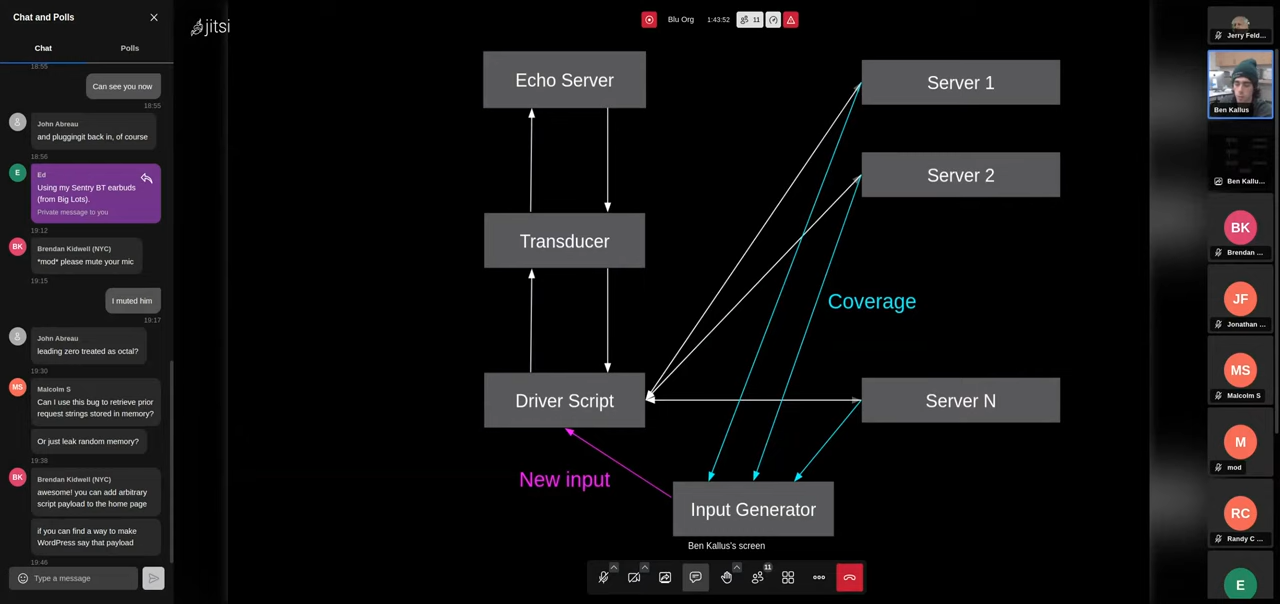 Chat and Polls
Chat
Polls
18:55
Can see you now
18:55
John Abreau
and pluggingit back in, of course
18:56
E
Ed
Using my Sentry BT earbuds
(from Big Lots).
Private message to you
19:12
BK
Brendan Kidwell (NYC)
*mod* please mute your mic
19:15
I muted him
19:17
John Abreau
leading zero treated as octal?
19:30
MS
Malcolm S
Can I use this bug to retrieve prior
request strings stored in memory?
Or just leak random memory?
19:38
BK
Brendan Kidwell (NYC)
awesome! you can add arbitrary
script payload to the home page
if you can find a way to make
WordPress say that payload
19:46
Type a message
jitsi
Blu Org
1:43:52
11
Echo Server
Transducer
Driver Script
Server 1
Server 2
Coverage
Server N
New input
Input Generator
Ben Kallus's screen
11
Jerry Feld...
Ben Kallus
Ben Kallu...
BK
Brendan ...
JF
Jonathan ...
MS
Malcolm S
M
mod
RC
Randy C ...
E